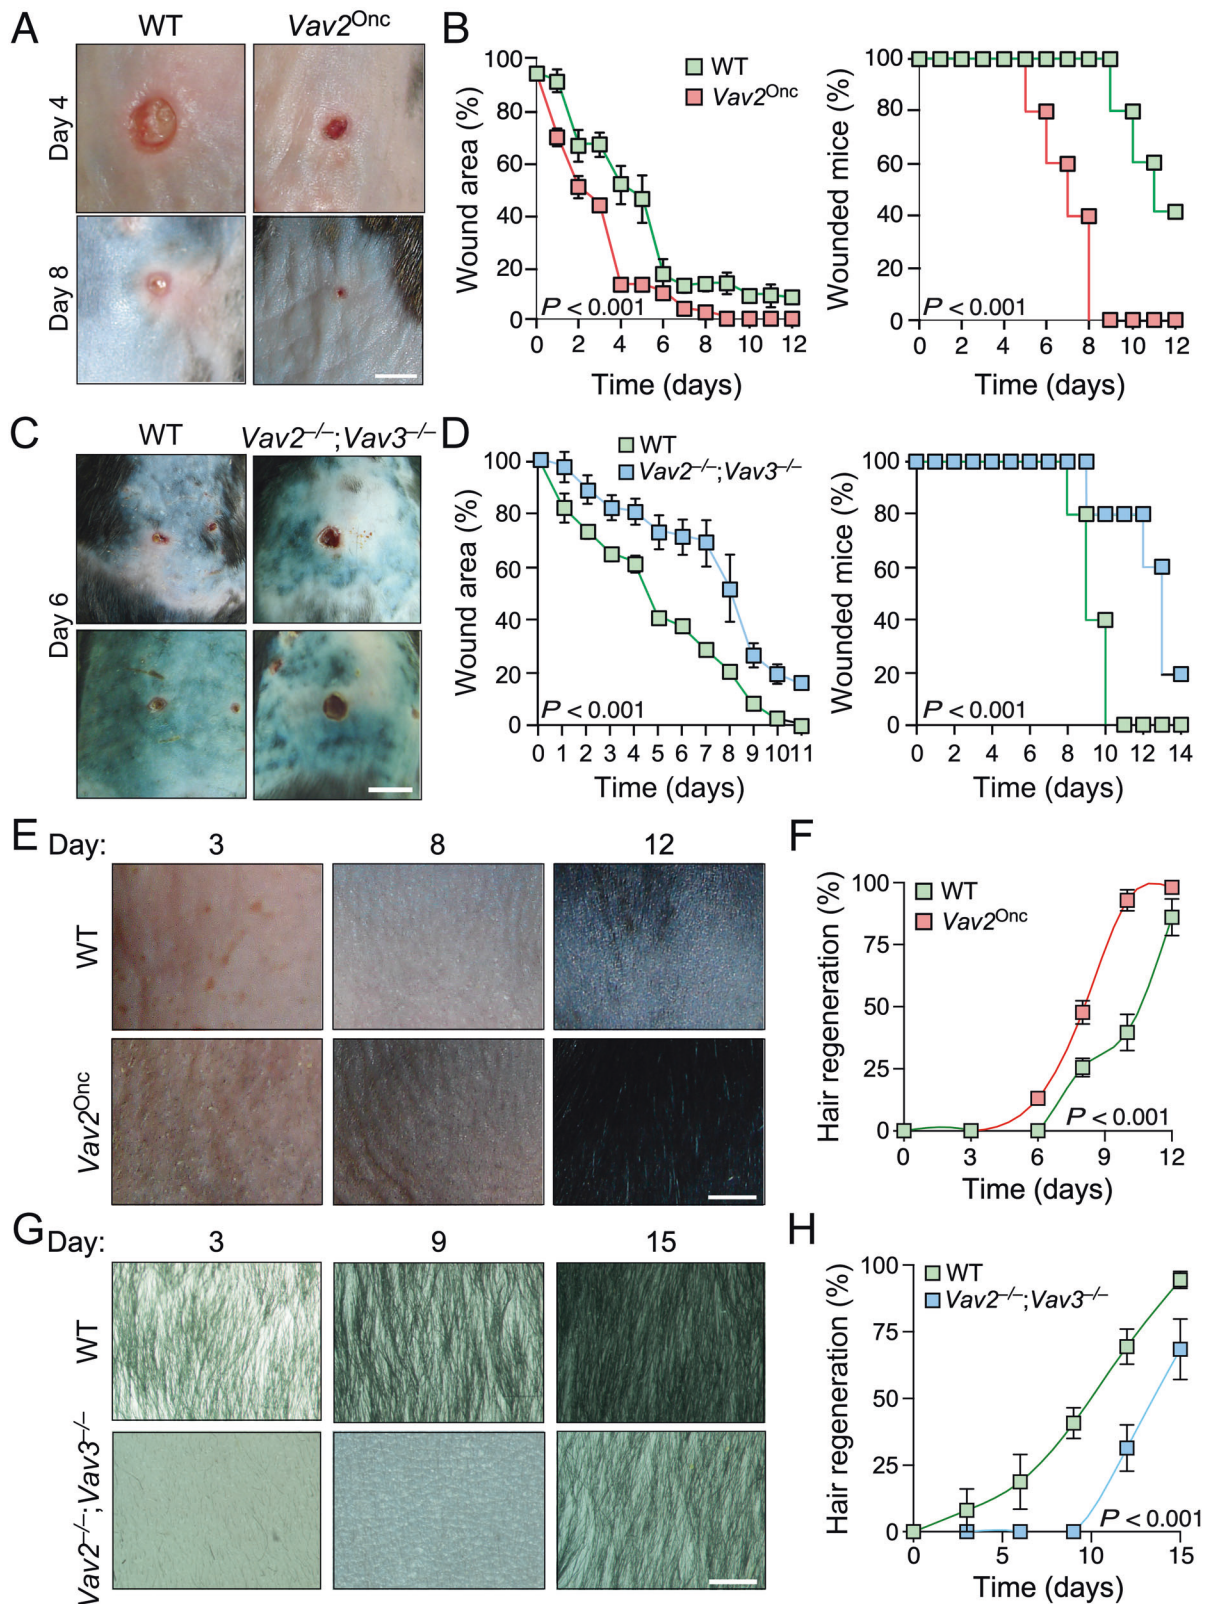 A
WT
Vav2Onc
Day 4
Day 8
B
Wound area (%)
100
80
60
40
20
0
WT
Vav2Onc
P < 0.001
0 2 4 6 8 10 12
Time (days)
Wounded mice (%)
100
80
60
40
20
0
P < 0.001
0 2 4 6 8 10 12
Time (days)
C
WT
Vav2–/–;Vav3–/–
Day 6
D
Wound area (%)
100
80
60
40
20
0
WT
Vav2–/–;Vav3–/–
P < 0.001
0 1 2 3 4 5 6 7 8 9 10 11
Time (days)
Wounded mice (%)
100
80
60
40
20
0
P < 0.001
0 2 4 6 8 10 12 14
Time (days)
E
Day: 3 8 12
WT
Vav2Onc
F
Hair regeneration (%)
100
75
50
25
0
WT
Vav2Onc
P < 0.001
0 3 6 9 12
Time (days)
G
Day: 3 9 15
WT
Vav2–/–;Vav3–/–
H
Hair regeneration (%)
100
75
50
25
0
WT
Vav2–/–;Vav3–/–
P < 0.001
0 5 10 15
Time (days)